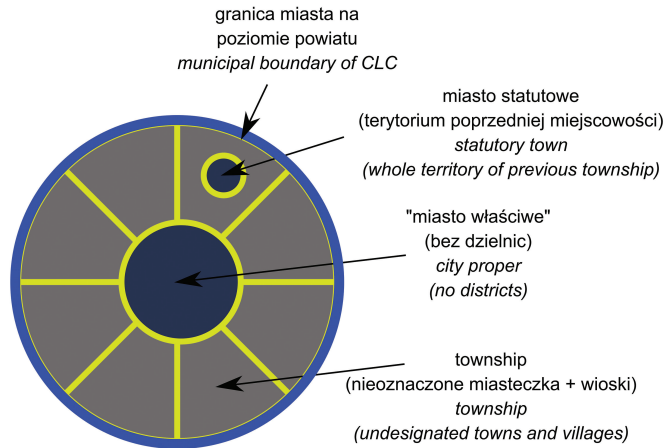 granica miasta na
poziomie powiatu
municipal boundary of CLC
miasto statutowe
(terytorium poprzedniej miejscowości)
statutory town
(whole territory of previous township)
"miasto właściwe"
(bez dzielnic)
city proper
(no districts)
township
(nieoznaczone miasteczka + wioski)
township
(undesignated towns and villages)